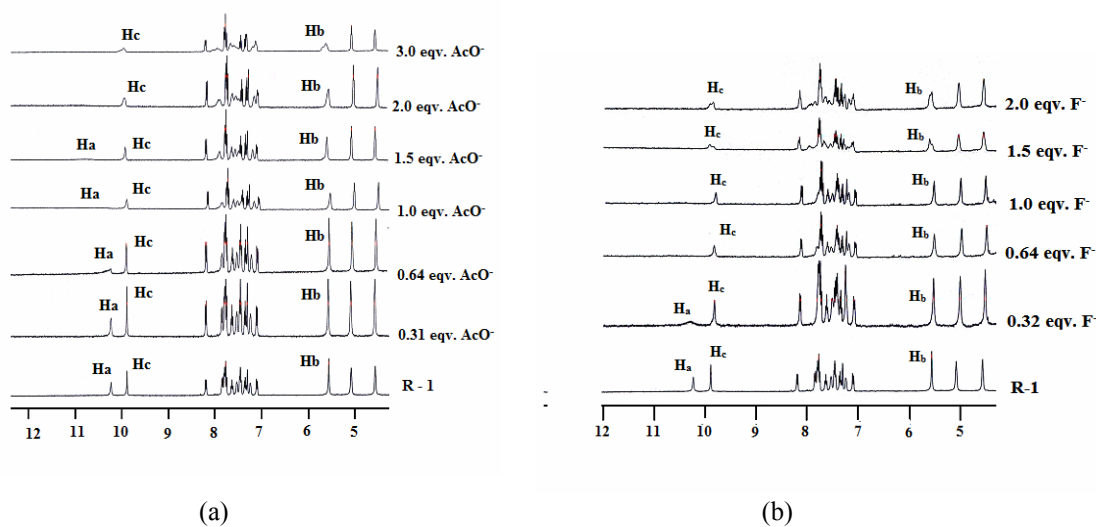 Hc Hb 3.0 eqv. AcO⁻
Hc Hb 2.0 eqv. AcO⁻
Ha Hc Hb 1.5 eqv. AcO⁻
Ha Hc Hb 1.0 eqv. AcO⁻
Ha Hc Hb 0.64 eqv. AcO⁻
Ha Hc Hb 0.31 eqv. AcO⁻
Ha Hc Hb R - 1
12 11 10 9 8 7 6 5
(a)
Hc Hb 2.0 eqv. F⁻
Hc Hb 1.5 eqv. F⁻
Hc Hb 1.0 eqv. F⁻
Hc Hb 0.64 eqv. F⁻
Ha Hc Hb 0.32 eqv. F⁻
Ha Hc Hb R-1
12 11 10 9 8 7 6 5
(b)